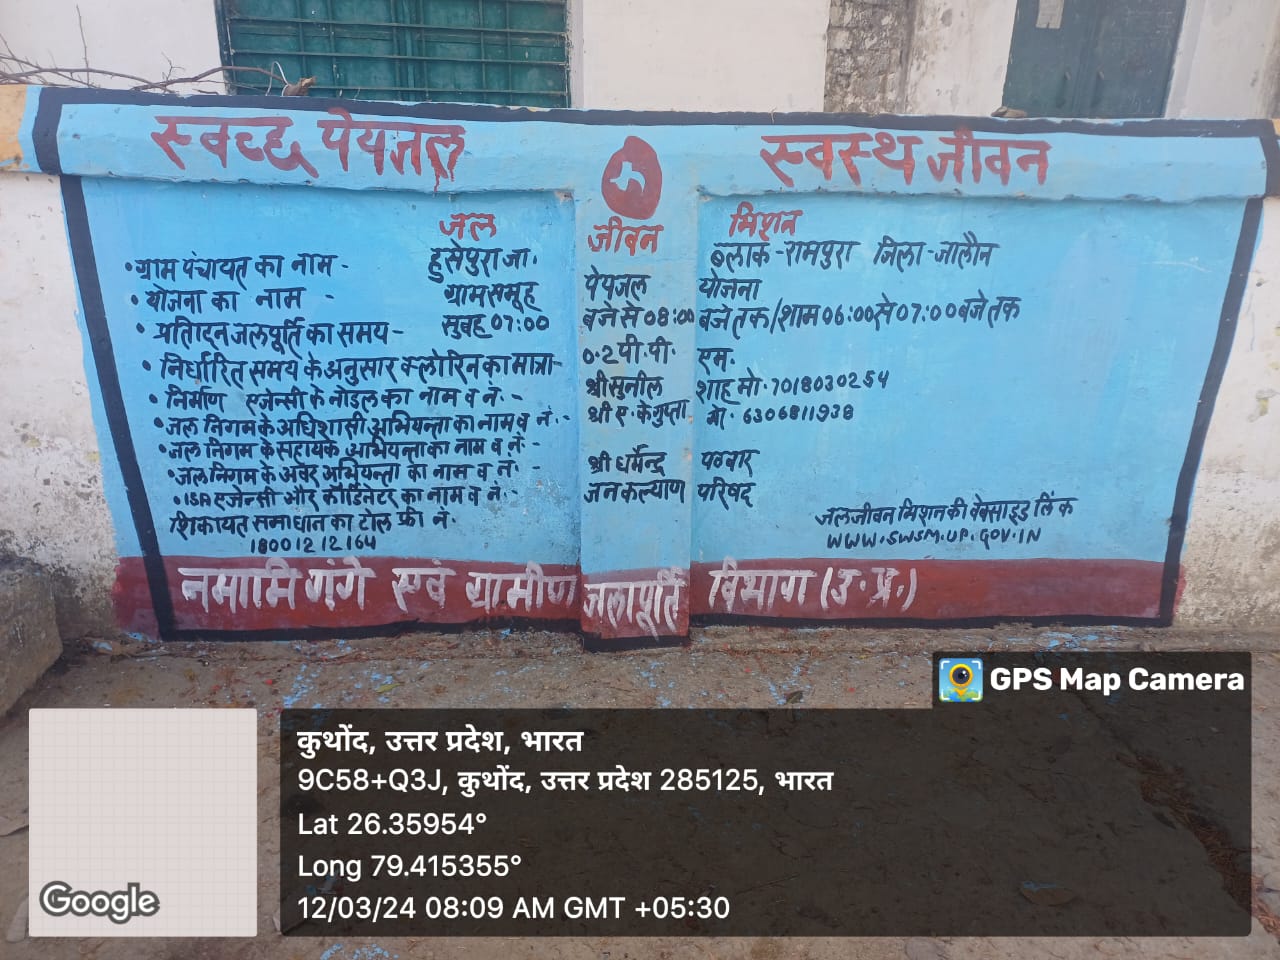 स्वच्छ पेयजल स्वस्थ जीवन
जल जीवन मिशन
•ग्राम पंचायत का नाम - हुसेपुरा जा. ब्लाक-रामपुरा जिला-जालौन
•योजना का नाम - ग्राम समूह पेयजल योजना
•प्रतिदिन जलपूर्ति का समय- सुबह 07:00 बजे से 08:00 बजे तक/शाम 06:00 से 07:00 बजे तक
•निर्धारित समय के अनुसार क्लोरिन का मात्रा- 0.2 पी.पी. एम.
•निर्माण एजेन्सी के नोडल का नाम व नं.- श्री सुनील शाह मो.7018030254
•जल निगम के अधिशासी अभियन्ता का नाम व नं.- श्री ए. के गुप्ता मो. 6306811938
•जल निगम के सहायक अभियन्ता का नाम व नं.-
•जल निगम के अवर अभियन्ता का नाम व नं. - श्री धर्मेन्द्र पववार
•ISA एजेन्सी और कॉर्डिनेटर का नाम व नं.- जन कल्याण परिषद
शिकायत समाधान का टोल फ्री नं.
18001212164
जलजीवन मिशन की वेबसाइड लिंक
WWW.SWSM.UP.GOV.IN
नमामि गंगे एवं ग्रामीण जलापूर्ति विभाग (उ.प्र.)
GPS Map Camera
कुथोंद, उत्तर प्रदेश, भारत
9C58+Q3J, कुथोंद, उत्तर प्रदेश 285125, भारत
Lat 26.35954°
Long 79.415355°
12/03/24 08:09 AM GMT +05:30
Google